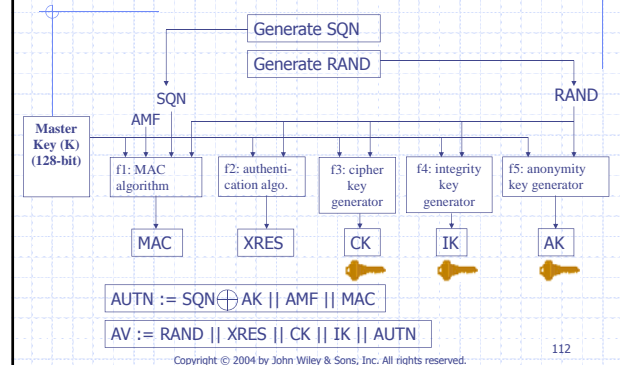 Generate SQN
Generate RAND
SQN
RAND
AMF
Master
Key (K)
(128-bit)
f1: MAC
algorithm
f2: authenti-
cation algo.
f3: cipher
key
generator
f4: integrity
key
generator
f5: anonymity
key generator
MAC
XRES
CK
IK
AK
AUTN := SQN⊕AK || AMF || MAC
AV := RAND || XRES || CK || IK || AUTN
112
Copyright © 2004 by John Wiley & Sons, Inc. All rights reserved.